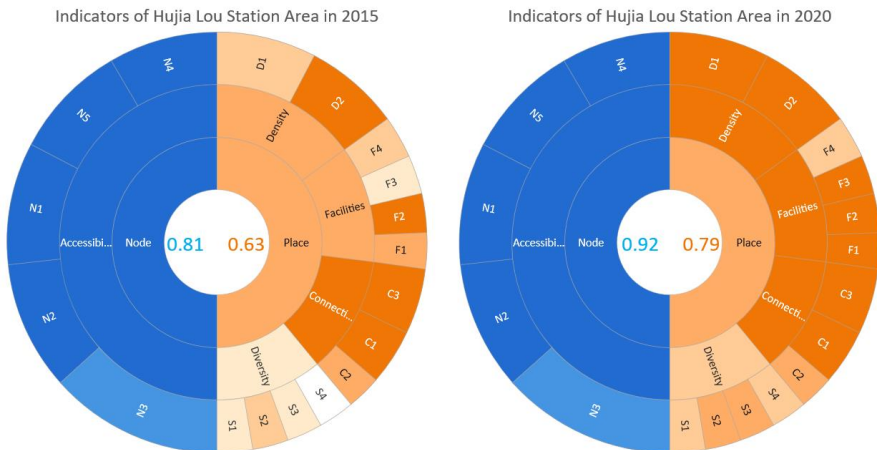 Indicators of Hujia Lou Station Area in 2015
N4
D1
N5
D2
Density
F4
F3
N1
Facilities
F2
Accessibi...
Node
0.81
0.63
Place
F1
N2
Connecti...
C3
C1
Diversity
C2
N3
S4
S3
S2
S1
Indicators of Hujia Lou Station Area in 2020
N4
D1
N5
D2
Density
F4
F3
N1
Facilities
F2
Accessibi...
Node
0.92
0.79
Place
F1
N2
Connecti...
C3
C1
Diversity
C2
N3
S4
S3
S2
S1